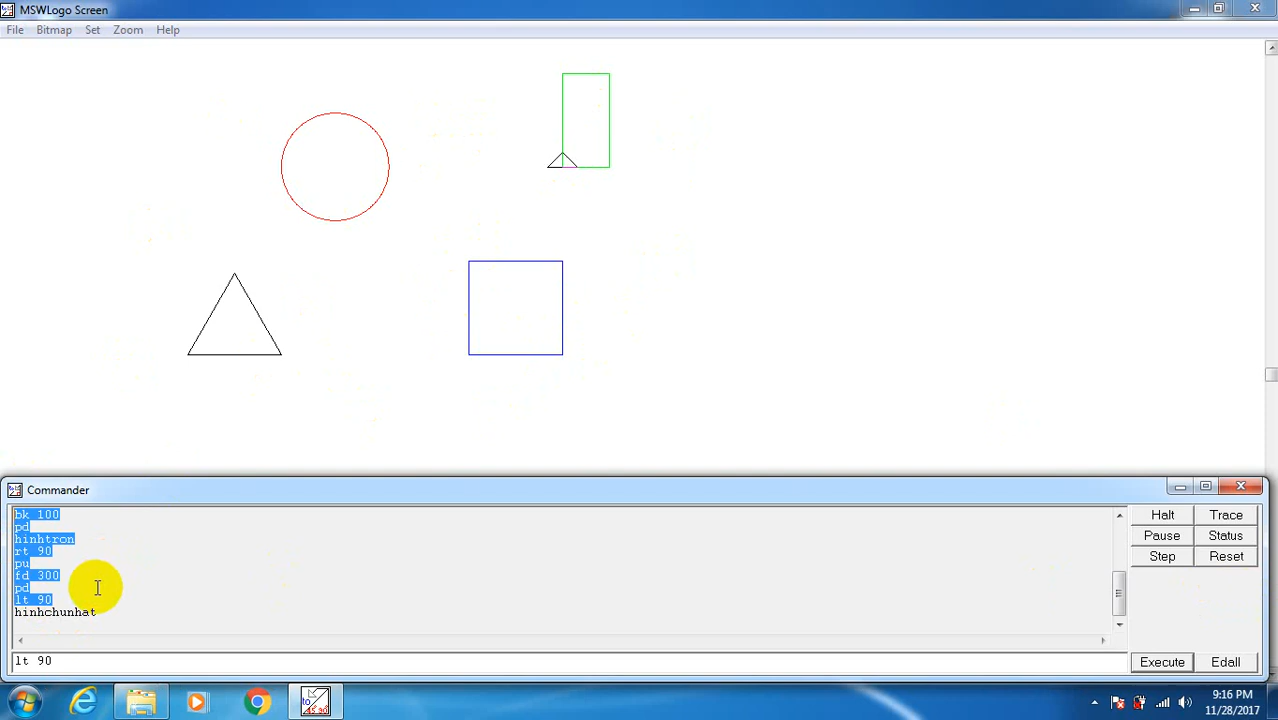 MSWLogo Screen
File Bitmap Set Zoom Help
Commander
bk 100
pd
hinhtron
rt 90
pu
fd 300
pd
lt 90
hinhchunhat
Halt Trace
Pause Status
Step Reset
lt 90
Execute Edall
9:16 PM
11/28/2017